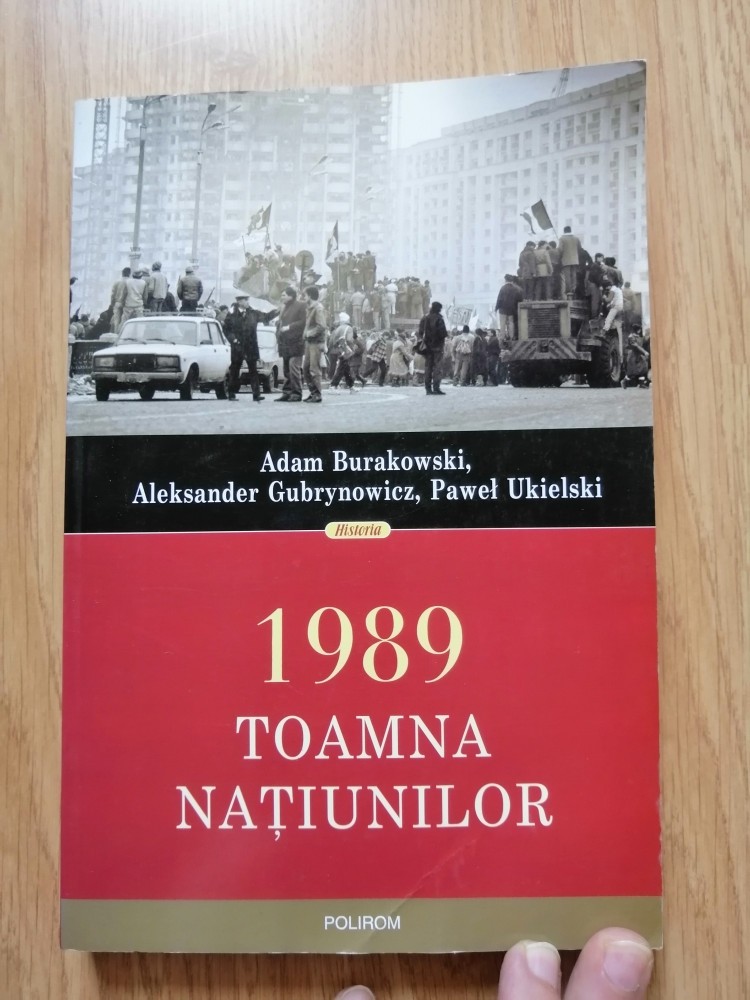 Adam Burakowski,
Aleksander Gubrynowicz, Paweł Ukielski
Historia
1989
TOAMNA
NAȚIUNILOR
POLIROM